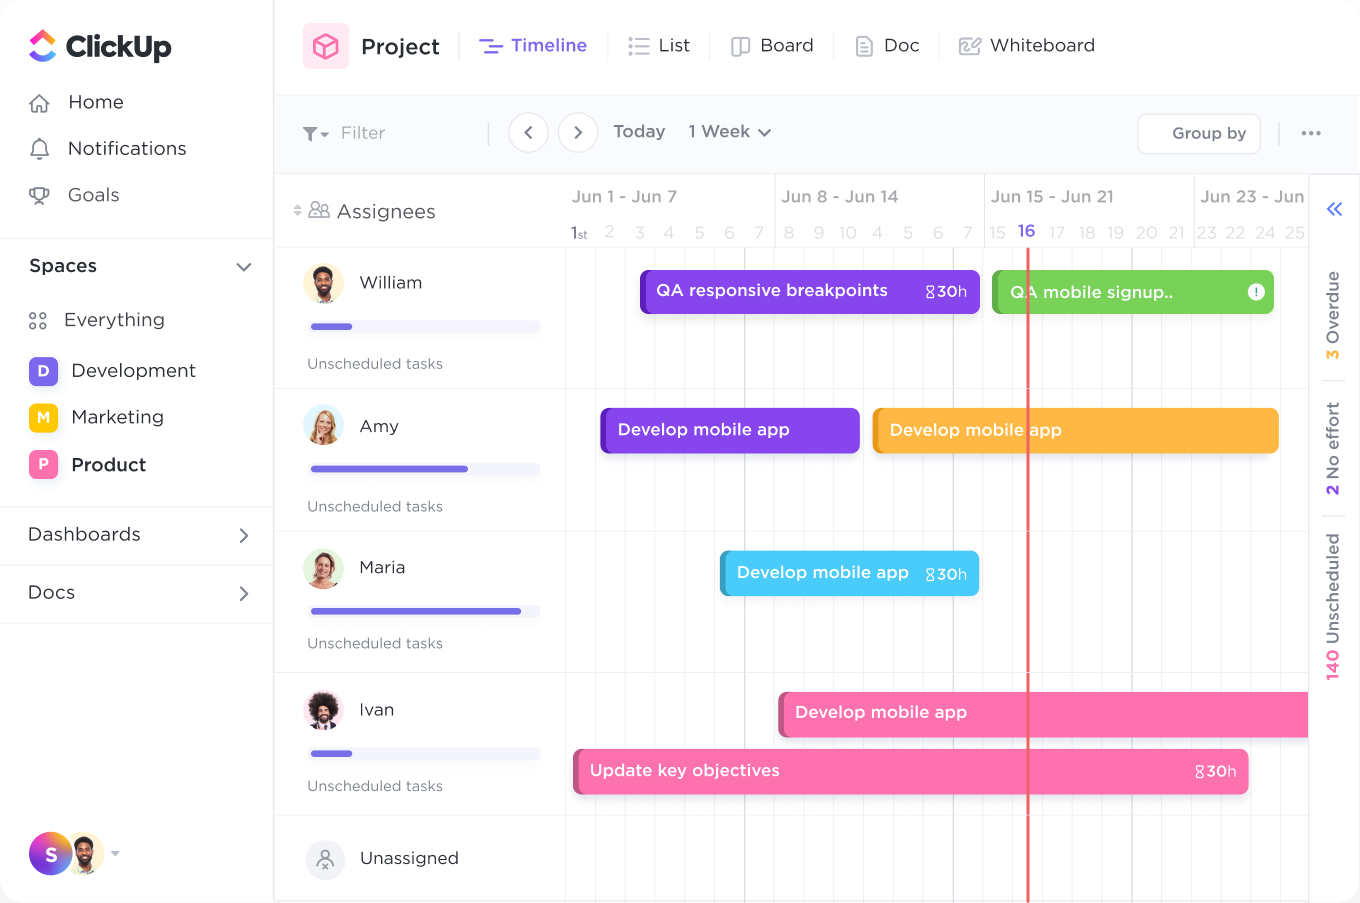 ClickUp
Home
Notifications
Goals
Spaces
Everything
D Development
M Marketing
P Product
Dashboards
Docs
S
Project
Timeline
List
Board
Doc
Whiteboard
Filter
Today
1 Week
Group by
Assignees
Jun 1 - Jun 7
Jun 8 - Jun 14
Jun 15 - Jun 21
Jun 23 - Jun
1st 2 3 4 5 6 7 8 9 10 4 5 6 7 15 16 17 18 19 20 21 23 22 24 25
William
QA responsive breakpoints 30h
QA mobile signup.. !
Unscheduled tasks
Amy
Develop mobile app
Develop mobile app
Unscheduled tasks
Maria
Develop mobile app 30h
Unscheduled tasks
Ivan
Develop mobile app
Update key objectives 30h
Unscheduled tasks
Unassigned
3 Overdue
2 No effort
140 Unscheduled